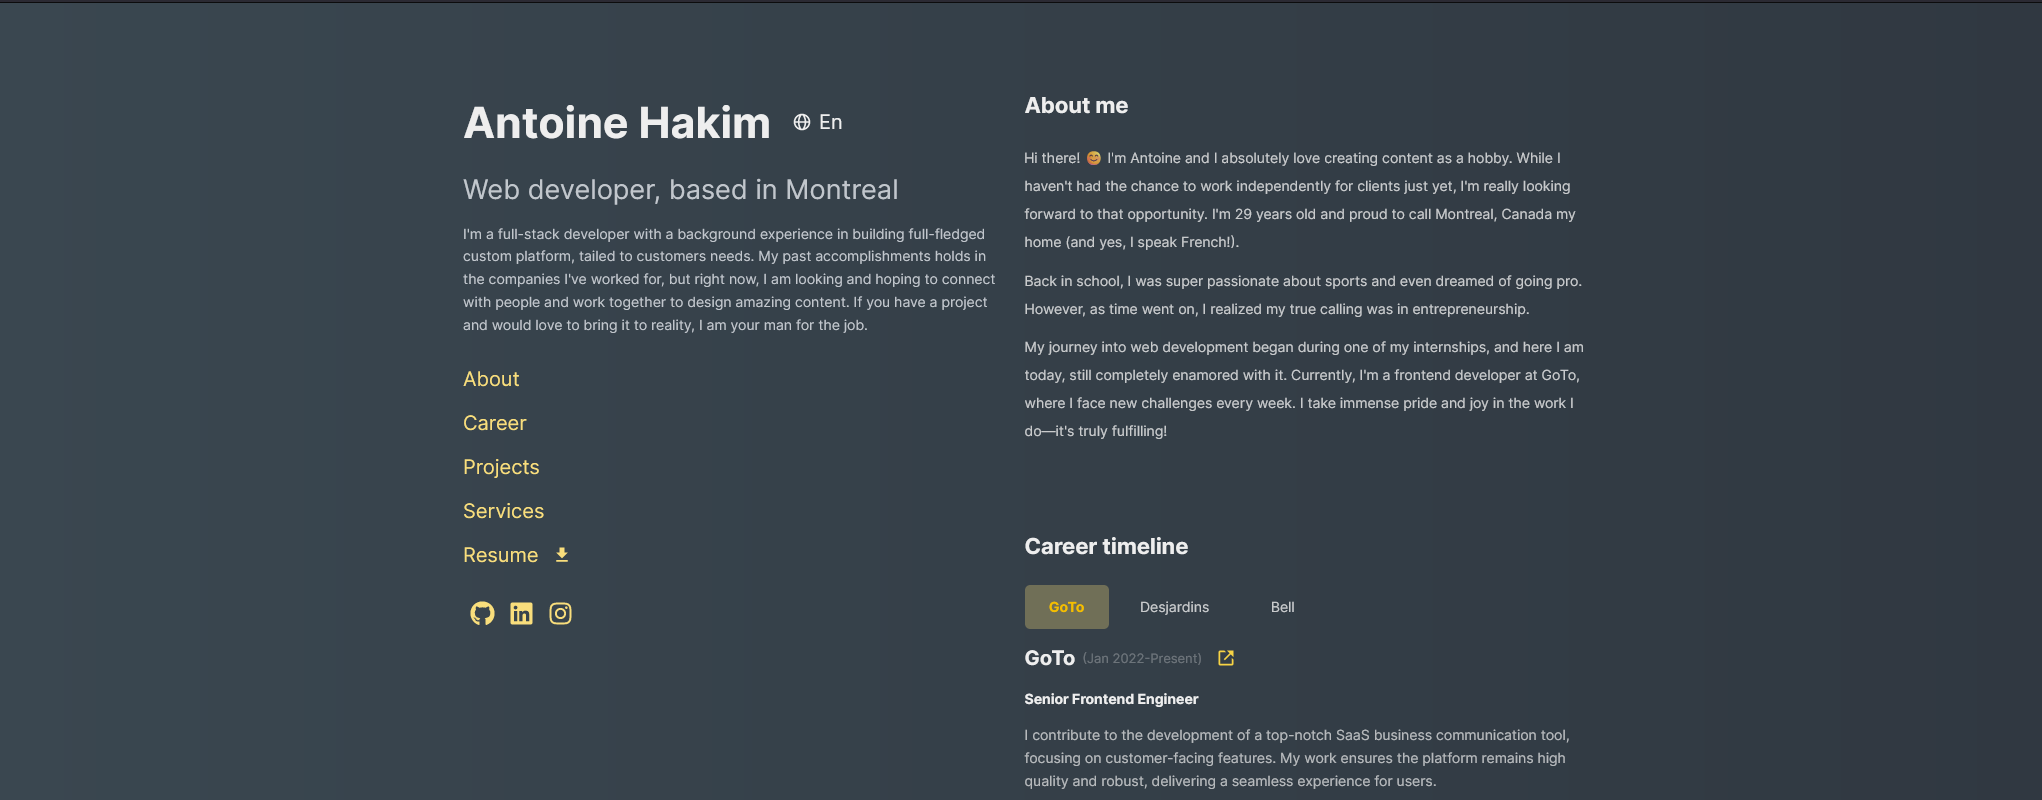 Antoine Hakim
En
Web developer, based in Montreal
I'm a full-stack developer with a background experience in building full-fledged
custom platform, tailed to customers needs. My past accomplishments holds in
the companies I've worked for, but right now, I am looking and hoping to connect
with people and work together to design amazing content. If you have a project
and would love to bring it to reality, I am your man for the job.
About
Career
Projects
Services
Resume
About me
Hi there! 😄 I'm Antoine and I absolutely love creating content as a hobby. While I
haven't had the chance to work independently for clients just yet, I'm really looking
forward to that opportunity. I'm 29 years old and proud to call Montreal, Canada my
home (and yes, I speak French!).
Back in school, I was super passionate about sports and even dreamed of going pro.
However, as time went on, I realized my true calling was in entrepreneurship.
My journey into web development began during one of my internships, and here I am
today, still completely enamored with it. Currently, I'm a frontend developer at GoTo,
where I face new challenges every week. I take immense pride and joy in the work I
do—it's truly fulfilling!
Career timeline
GoTo
Desjardins
Bell
GoTo (Jan 2022-Present)
Senior Frontend Engineer
I contribute to the development of a top-notch SaaS business communication tool,
focusing on customer-facing features. My work ensures the platform remains high
quality and robust, delivering a seamless experience for users.